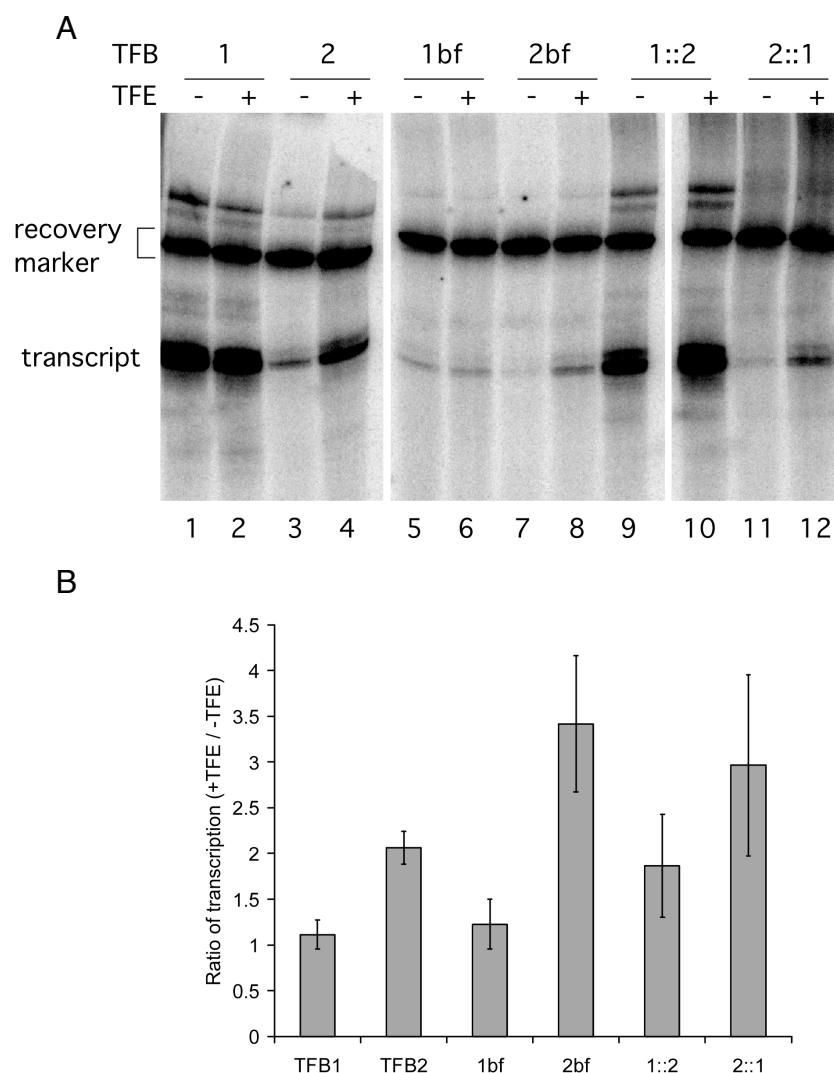 A
TFB 1 2 1bf 2bf 1::2 2::1
TFE - + - + - + - + - + - +
recovery
marker
transcript
1 2 3 4 5 6 7 8 9 10 11 12
B
Ratio of transcription (+TFE / -TFE)
4.5
4
3.5
3
2.5
2
1.5
1
0.5
0
TFB1 TFB2 1bf 2bf 1::2 2::1